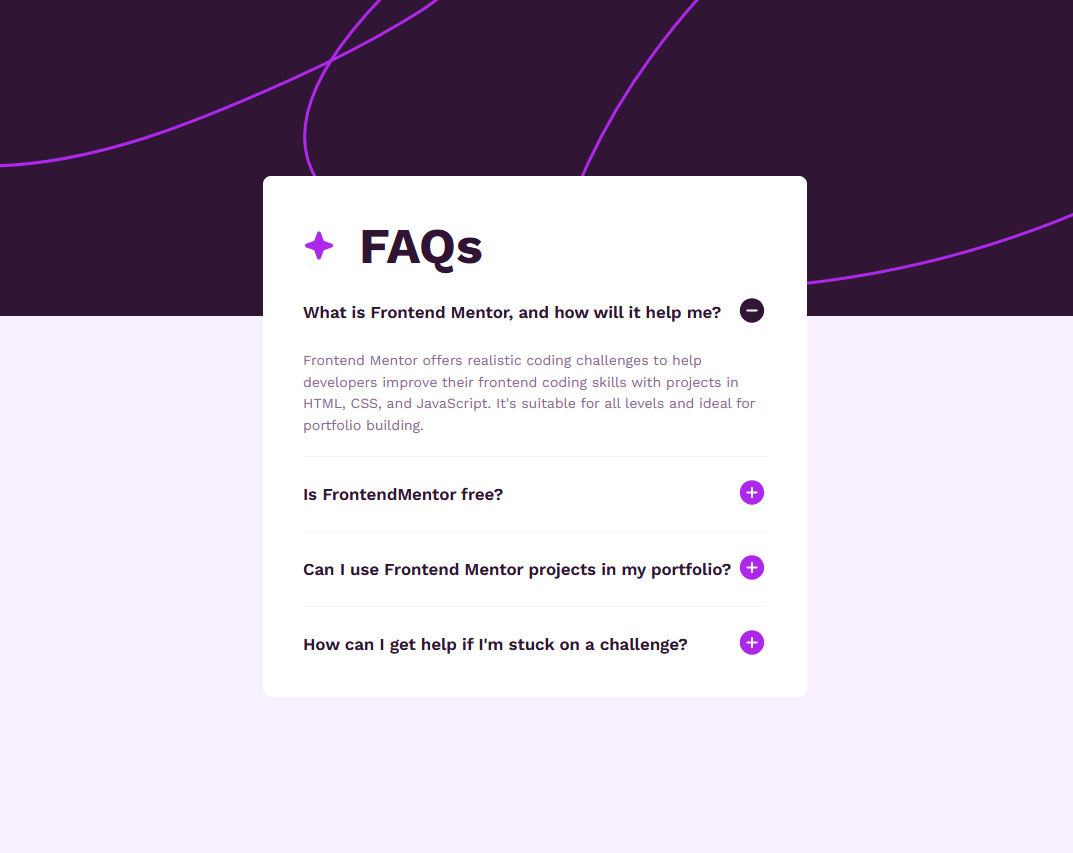 FAQs
What is Frontend Mentor, and how will it help me?
Frontend Mentor offers realistic coding challenges to help
developers improve their frontend coding skills with projects in
HTML, CSS, and JavaScript. It's suitable for all levels and ideal for
portfolio building.
Is FrontendMentor free?
Can I use Frontend Mentor projects in my portfolio?
How can I get help if I'm stuck on a challenge?